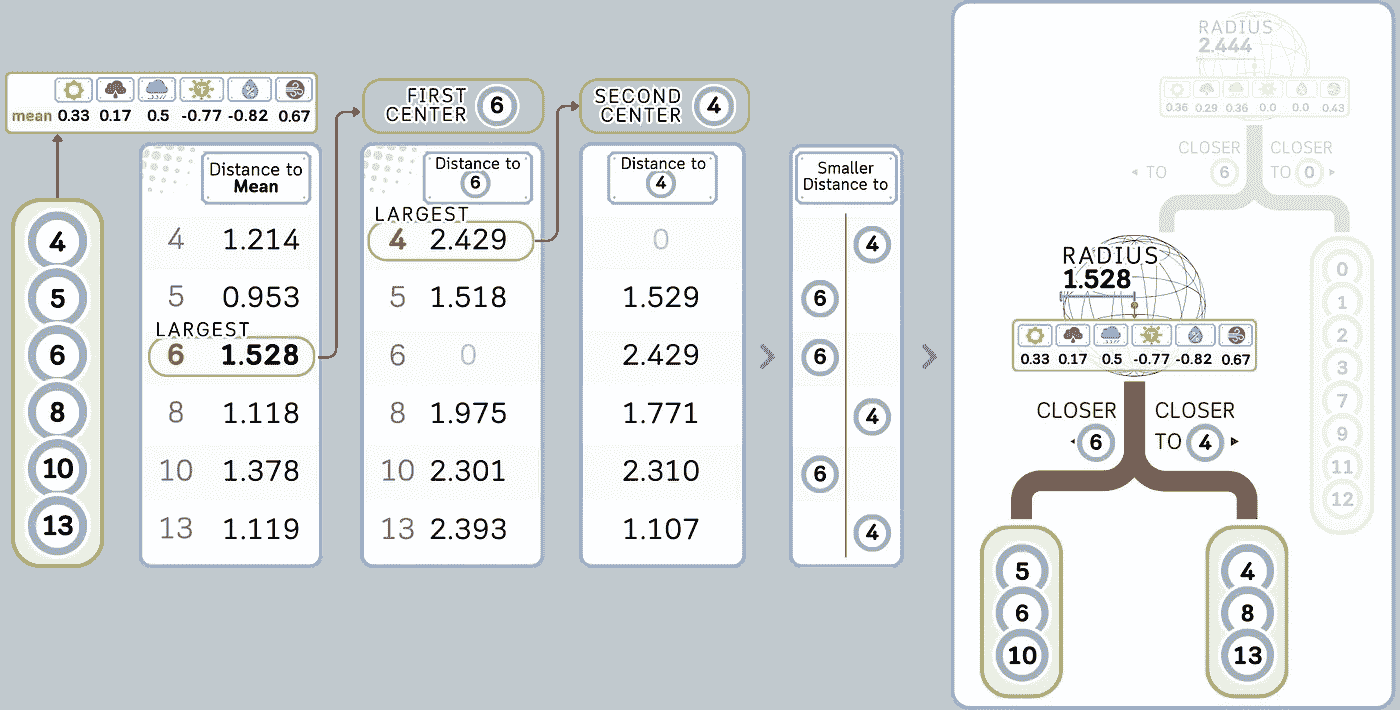 mean 0.33 0.17 0.5 -0.77 -0.82 0.67
4
5
6
8
10
13
Distance to
Mean
4 1.214
5 0.953
LARGEST
6 1.528
8 1.118
10 1.378
13 1.119
FIRST
CENTER 6
Distance to
6
LARGEST
4 2.429
5 1.518
6 0
8 1.975
10 2.301
13 2.393
SECOND
CENTER 4
Distance to
4
0
1.529
2.429
1.771
2.310
1.107
Smaller
Distance to
4
6
6
4
6
4
RADIUS
2.444
0.36 0.29 0.36 0.0 0.0 0.43
CLOSER
TO 6
CLOSER
TO 0
0
1
2
3
7
9
11
12
RADIUS
1.528
0.33 0.17 0.5 -0.77 -0.82 0.67
CLOSER
6
CLOSER
TO 4
5
6
10
4
8
13